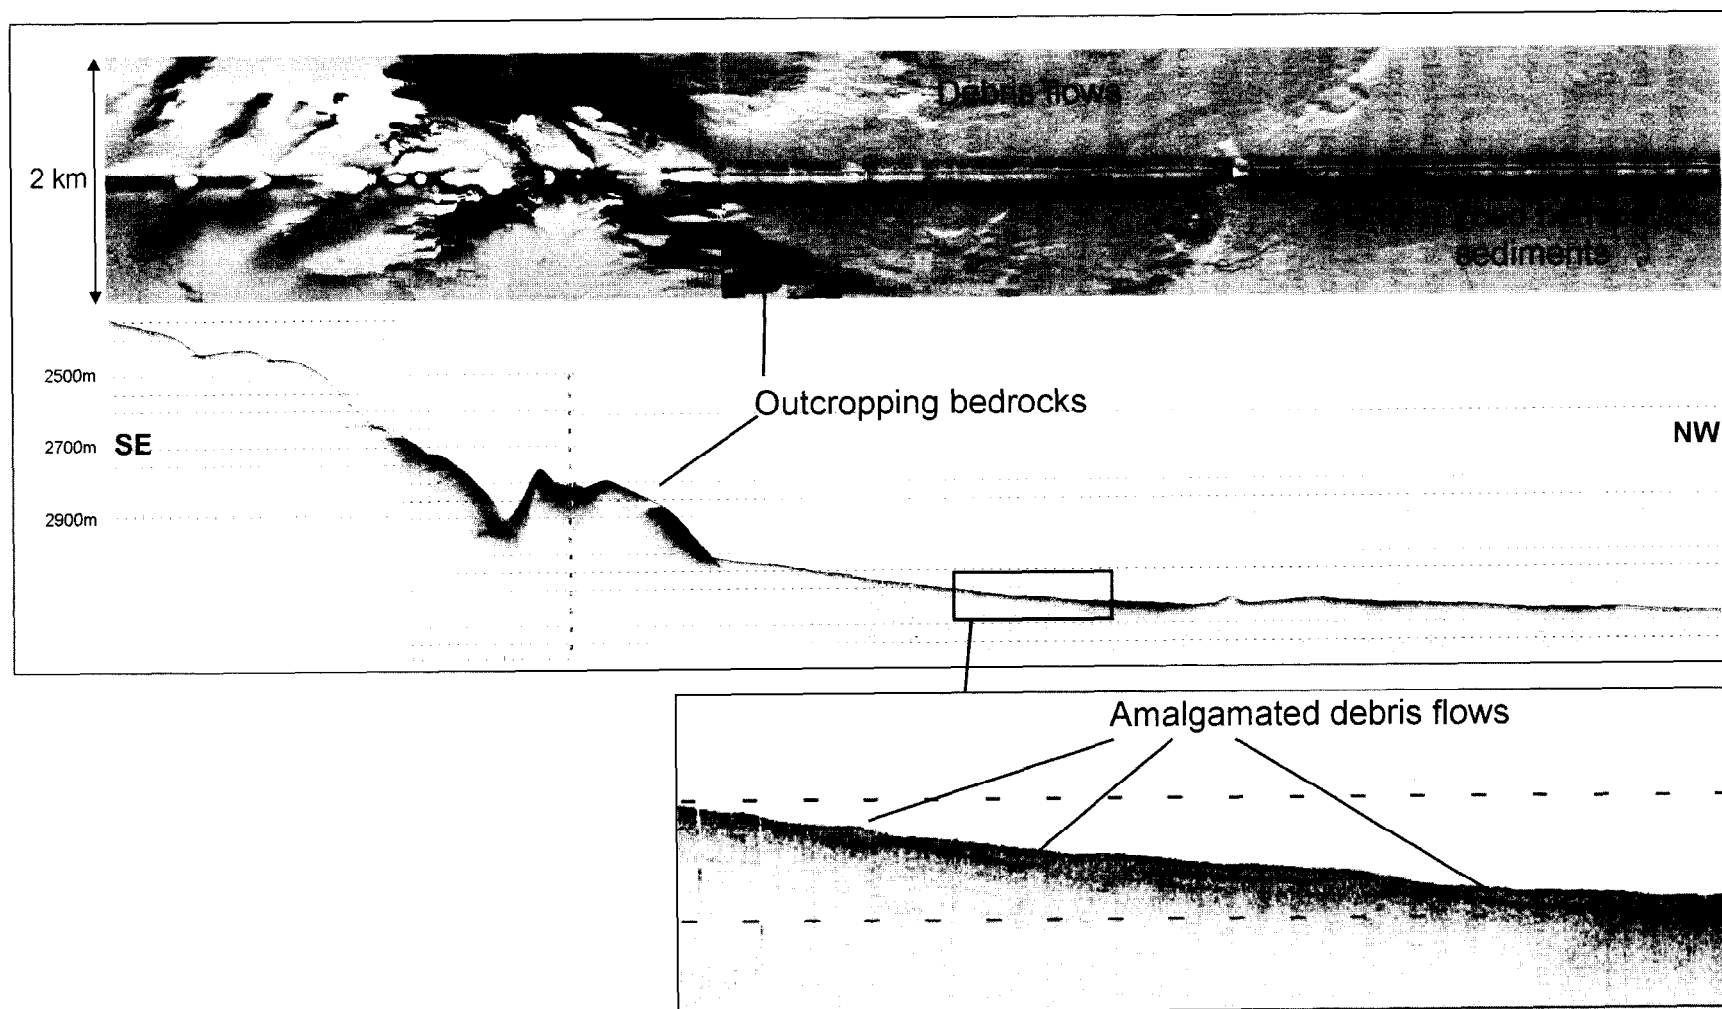 Debris flows
2 km
sediments
2500m
Outcropping bedrocks
SE
NW
2700m
2900m
Amalgamated debris flows